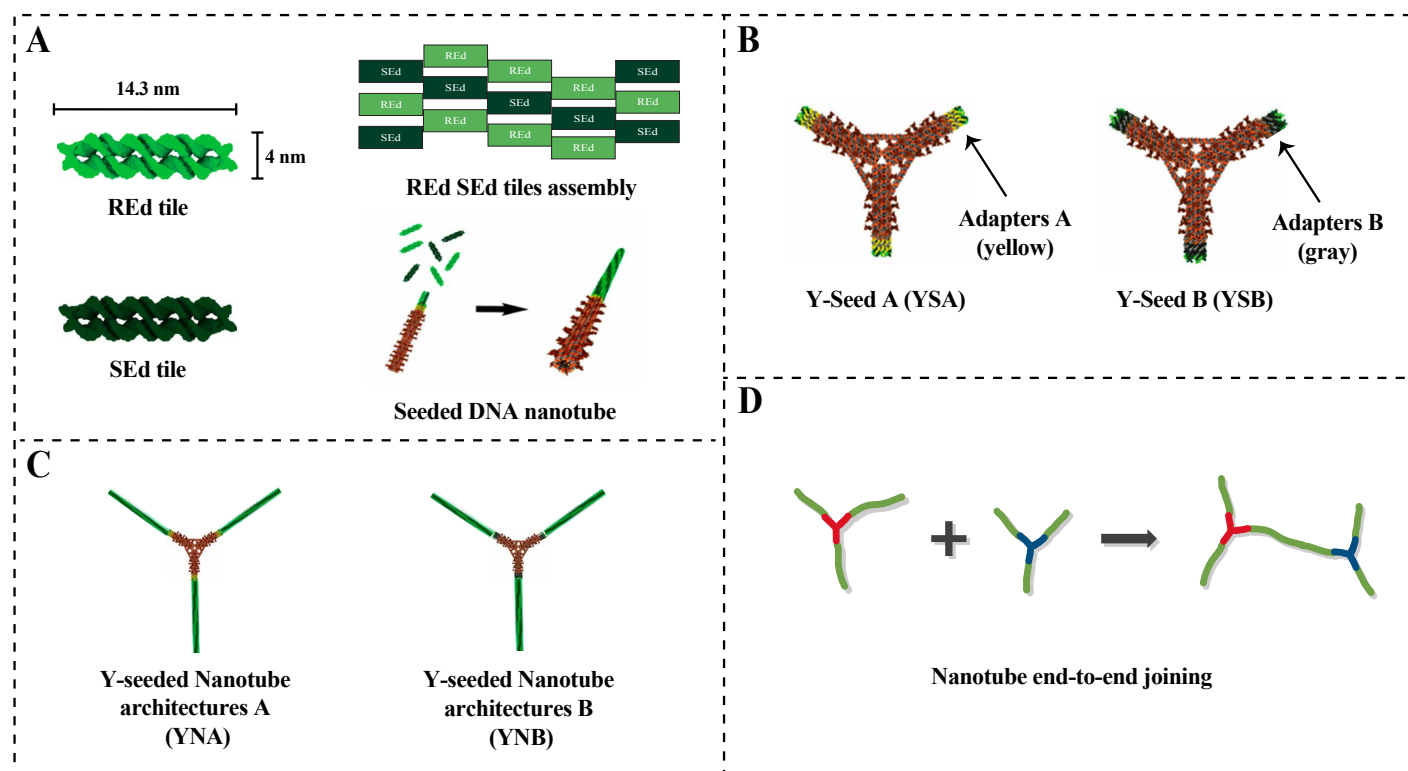 A
14.3 nm
4 nm
REd tile
SEd tile
REd
SEd
REd
SEd
SEd
REd
REd
REd
SEd
REd
SEd
REd
SEd
SEd
REd
REd SEd tiles assembly
Seeded DNA nanotube
B
Adapters A
(yellow)
Adapters B
(gray)
Y-Seed A (YSA)
Y-Seed B (YSB)
C
Y-seeded Nanotube
architectures A
(YNA)
Y-seeded Nanotube
architectures B
(YNB)
D
Nanotube end-to-end joining